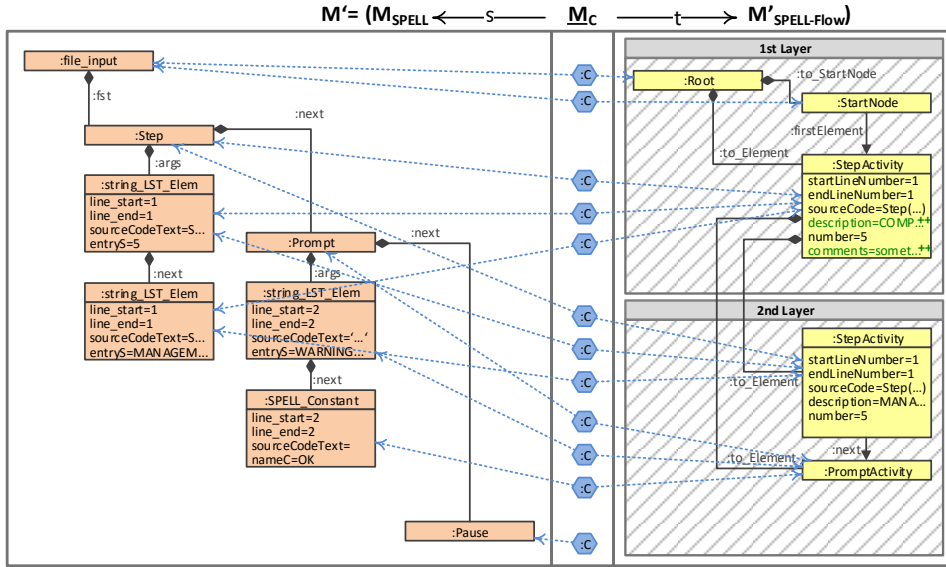 M‘= (M_SPELL ← s M_C t → M’_SPELL-Flow)
:file_input
:fst
:next
:Step
:args
:string_LST_Elem
line_start=1
line_end=1
sourceCodeText=S...
entryS=5
:next
:string_LST_Elem
line_start=1
line_end=1
sourceCodeText=S...
entryS=MANAGEM...
:next
:Prompt
:args
:string_LST_Elem
line_start=2
line_end=2
sourceCodeText=‘...‘
entryS=WARNING...
:next
:SPELL_Constant
line_start=2
line_end=2
sourceCodeText=
nameC=OK
:Pause
:C
:C
:C
:C
:C
:C
:C
:C
:C
:C
:C
:C
1st Layer
:Root
:to_StartNode
:StartNode
:firstElement
:to_Element
:StepActivity
startLineNumber=1
endLineNumber=1
sourceCode=Step(...)
description=COMP...++
number=5
comments=somet...++
2nd Layer
:StepActivity
startLineNumber=1
endLineNumber=1
:to_Element
sourceCode=Step(...)
description=MANA...
number=5
:to_Element
:next
:PromptActivity